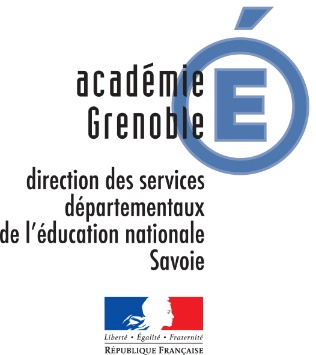 académie
Grenoble
É
direction des services
départementaux
de l'éducation nationale
Savoie
Liberté • Égalité • Fraternité
RÉPUBLIQUE FRANÇAISE